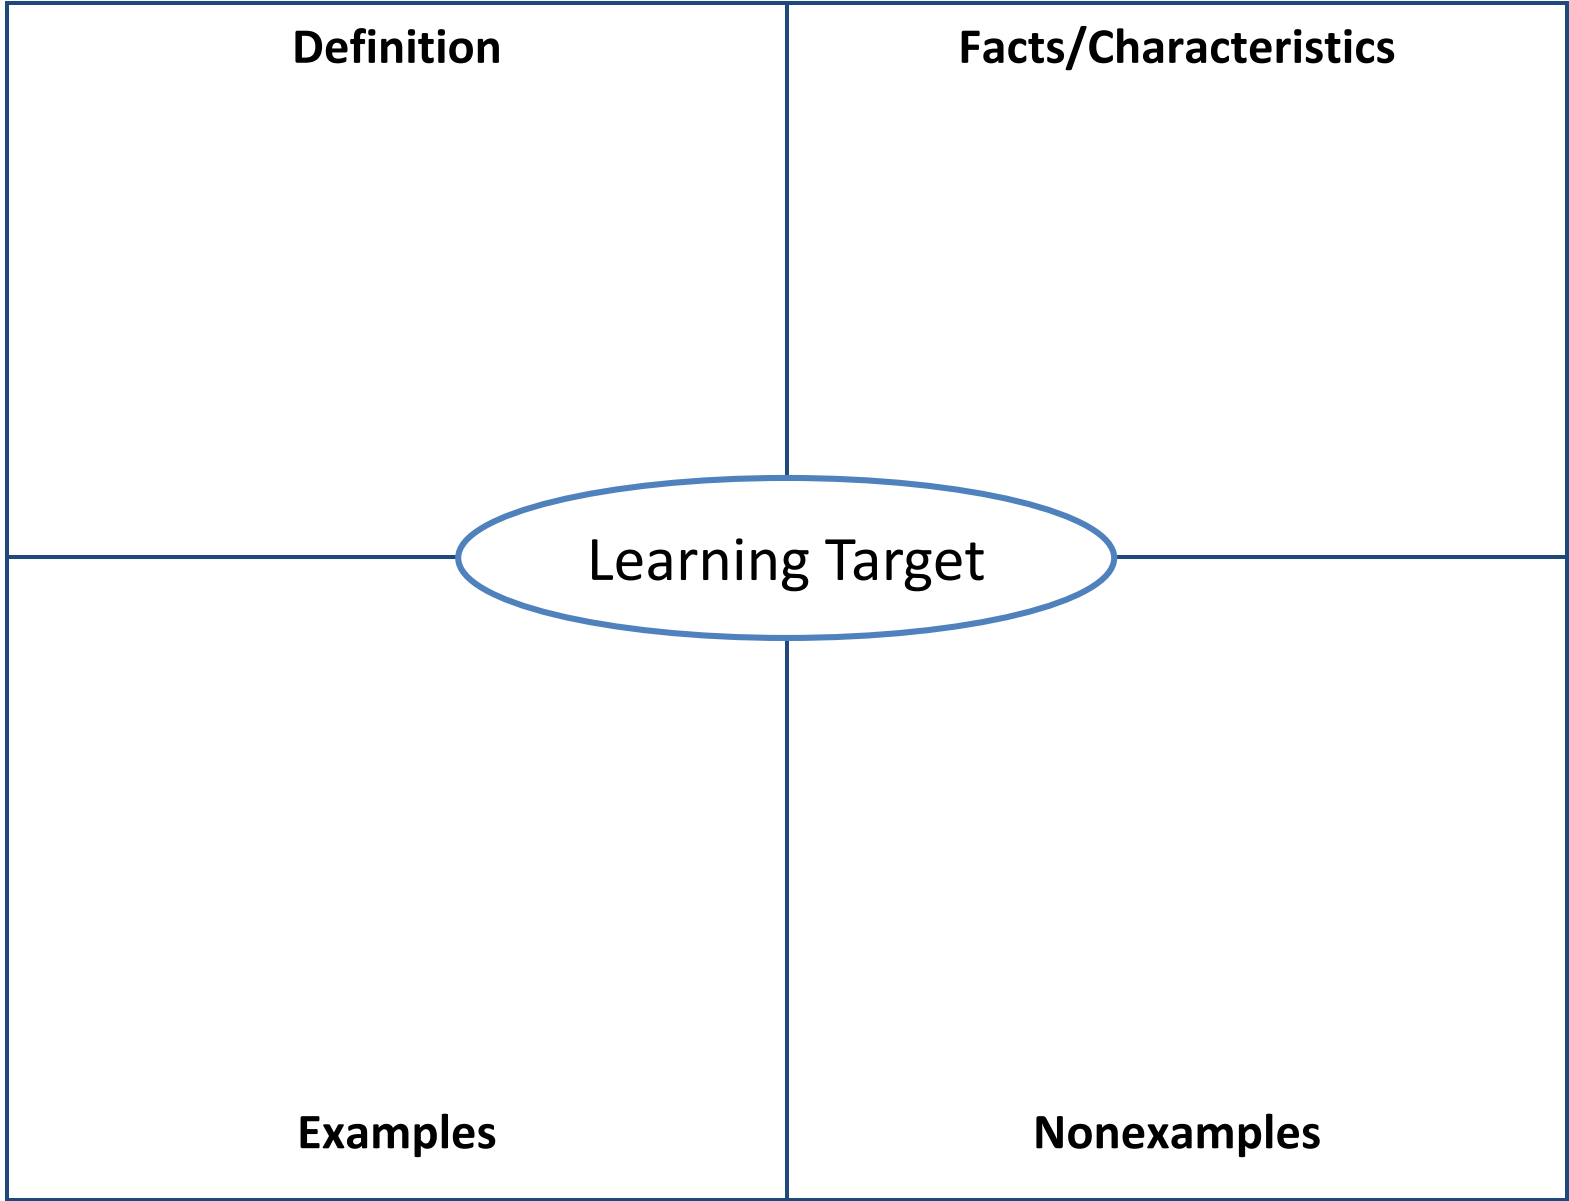 Definition
Facts/Characteristics
Learning Target
Examples
Nonexamples